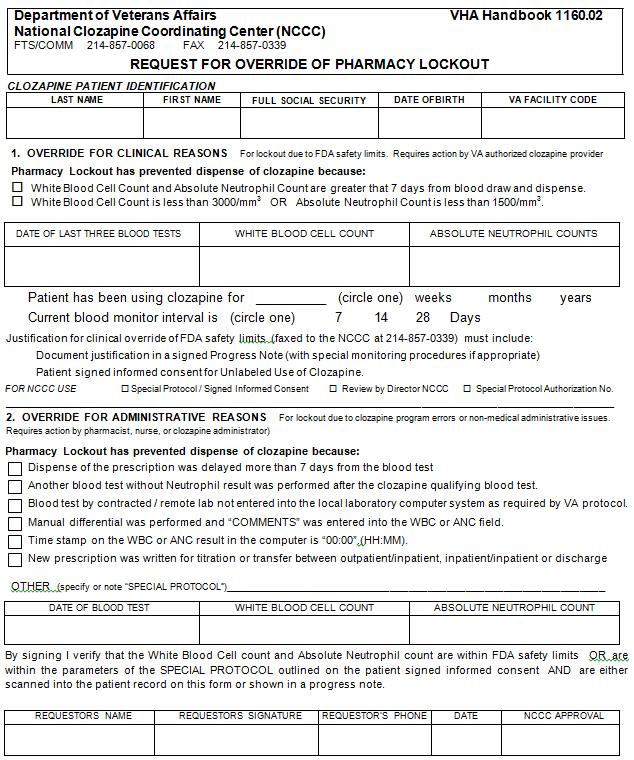 Department of Veterans Affairs VHA Handbook 1160.02
National Clozapine Coordinating Center (NCCC)
FTS/COMM 214-857-0068 FAX 214-857-0339
REQUEST FOR OVERRIDE OF PHARMACY LOCKOUT
CLOZAPINE PATIENT IDENTIFICATION
LAST NAME FIRST NAME FULL SOCIAL SECURITY DATE OFBIRTH VA FACILITY CODE
1. OVERRIDE FOR CLINICAL REASONS For lockout due to FDA safety limits. Requires action by VA authorized clozapine provider
Pharmacy Lockout has prevented dispense of clozapine because:
☐ White Blood Cell Count and Absolute Neutrophil Count are greater that 7 days from blood draw and dispense.
☐ White Blood Cell Count is less than 3000/mm³ OR Absolute Neutrophil Count is less than 1500/mm³.
DATE OF LAST THREE BLOOD TESTS WHITE BLOOD CELL COUNT ABSOLUTE NEUTROPHIL COUNTS
Patient has been using clozapine for __________ (circle one) weeks months years
Current blood monitor interval is (circle one) 7 14 28 Days
Justification for clinical override of FDA safety limits (faxed to the NCCC at 214-857-0339) must include:
Document justification in a signed Progress Note (with special monitoring procedures if appropriate)
Patient signed informed consent for Unlabeled Use of Clozapine.
FOR NCCC USE ☐ Special Protocol / Signed Informed Consent ☐ Review by Director NCCC ☐ Special Protocol Authorization No.
2. OVERRIDE FOR ADMINISTRATIVE REASONS For lockout due to clozapine program errors or non-medical administrative issues.
Requires action by pharmacist, nurse, or clozapine administrator)
Pharmacy Lockout has prevented dispense of clozapine because:
☐ Dispense of the prescription was delayed more than 7 days from the blood test
☐ Another blood test without Neutrophil result was performed after the clozapine qualifying blood test.
☐ Blood test by contracted / remote lab not entered into the local laboratory computer system as required by VA protocol.
☐ Manual differential was performed and “COMMENTS” was entered into the WBC or ANC field.
☐ Time stamp on the WBC or ANC result in the computer is “00:00”,(HH:MM).
☐ New prescription was written for titration or transfer between outpatient/inpatient, inpatient/inpatient or discharge
OTHER (specify or note “SPECIAL PROTOCOL”)____________________
DATE OF BLOOD TEST WHITE BLOOD CELL COUNT ABSOLUTE NEUTROPHIL COUNT
By signing I verify that the White Blood Cell count and Absolute Neutrophil count are within FDA safety limits OR are
within the parameters of the SPECIAL PROTOCOL outlined on the patient signed informed consent AND are either
scanned into the patient record on this form or shown in a progress note.
REQUESTORS NAME REQUESTORS SIGNATURE REQUESTOR'S PHONE DATE NCCC APPROVAL